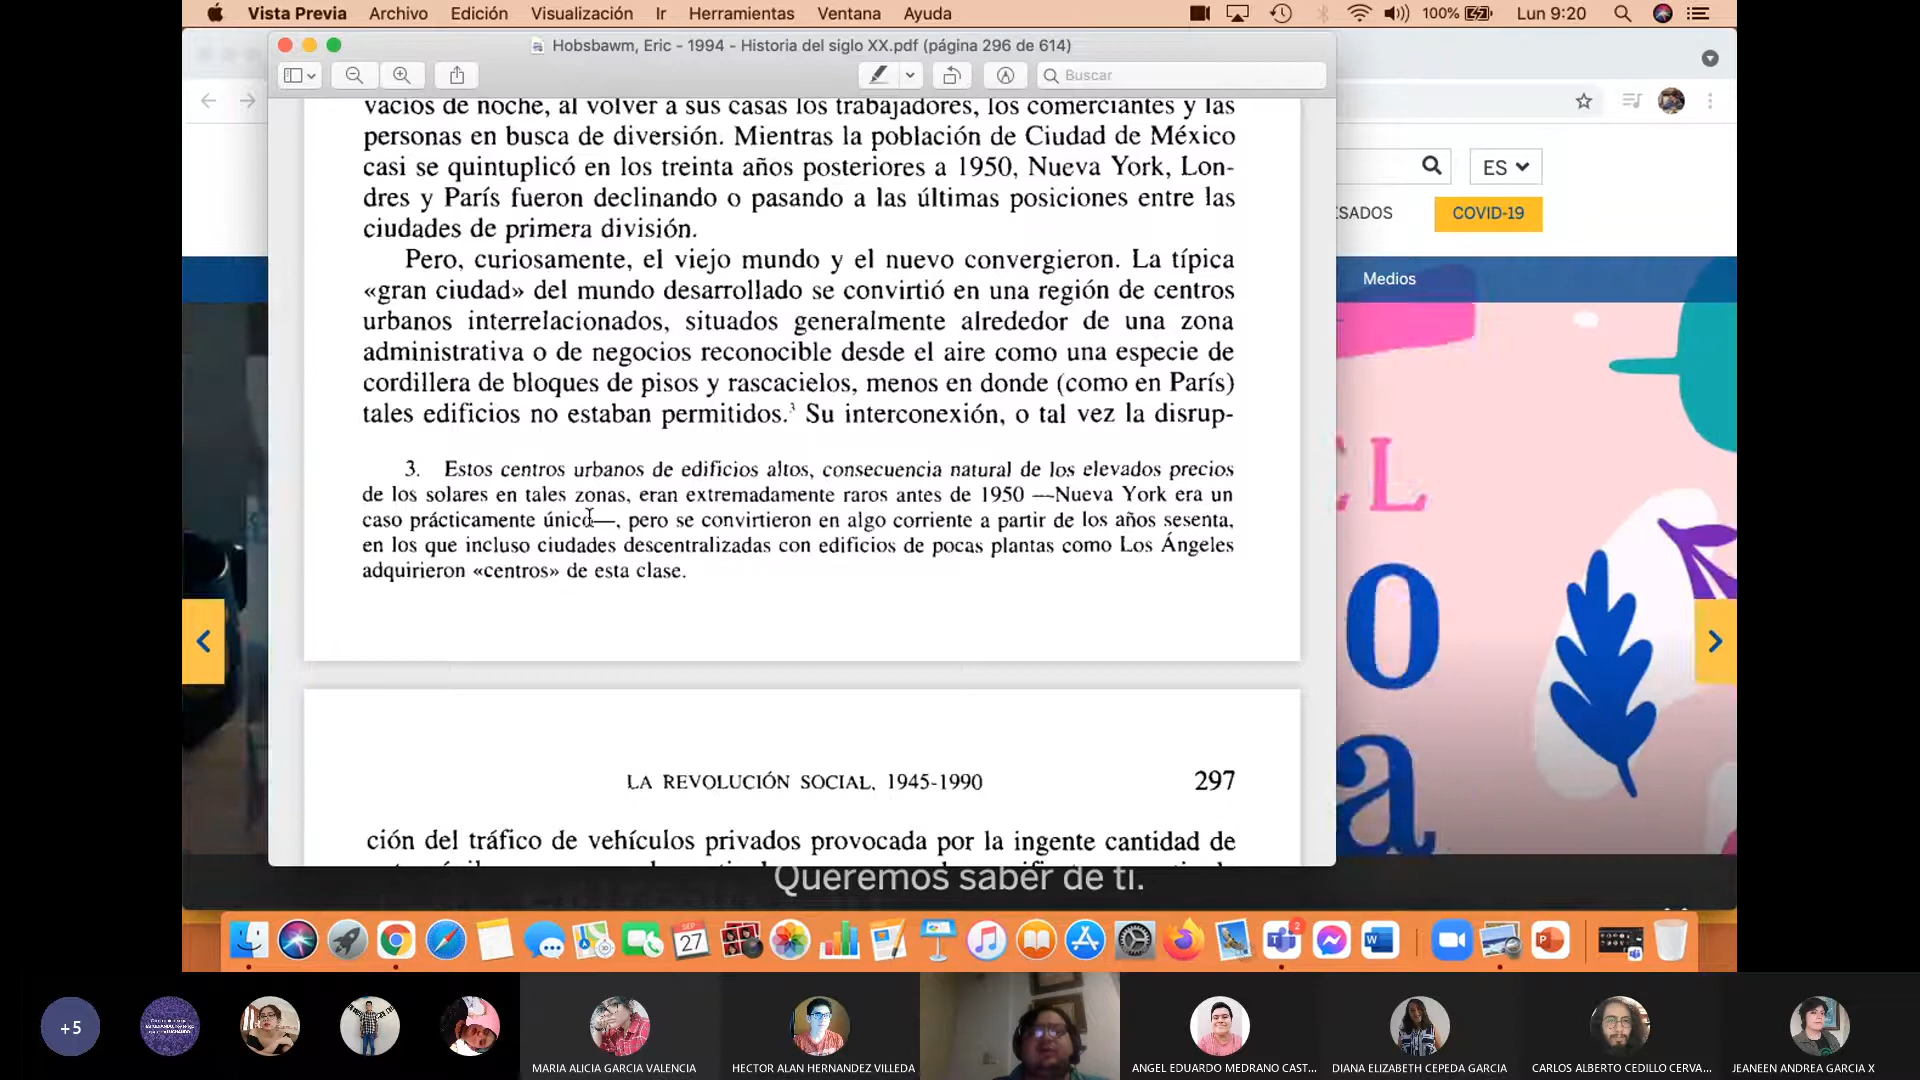 Vista Previa Archivo Edición Visualización Ir Herramientas Ventana Ayuda 100% Lun 9:20
Hobsbawm, Eric - 1994 - Historia del siglo XX.pdf (página 296 de 614)
Buscar
vacíos de noche, al volver a sus casas los trabajadores, los comerciantes y las
personas en busca de diversión. Mientras la población de Ciudad de México
casi se quintuplicó en los treinta años posteriores a 1950, Nueva York, Lon-
dres y París fueron declinando o pasando a las últimas posiciones entre las
ciudades de primera división.
Pero, curiosamente, el viejo mundo y el nuevo convergieron. La típica
«gran ciudad» del mundo desarrollado se convirtió en una región de centros
urbanos interrelacionados, situados generalmente alrededor de una zona
administrativa o de negocios reconocible desde el aire como una especie de
cordillera de bloques de pisos y rascacielos, menos en donde (como en París)
tales edificios no estaban permitidos.³ Su interconexión, o tal vez la disrup-
3. Estos centros urbanos de edificios altos, consecuencia natural de los elevados precios
de los solares en tales zonas, eran extremadamente raros antes de 1950 —Nueva York era un
caso prácticamente único—, pero se convirtieron en algo corriente a partir de los años sesenta,
en los que incluso ciudades descentralizadas con edificios de pocas plantas como Los Ángeles
adquirieron «centros» de esta clase.
LA REVOLUCIÓN SOCIAL, 1945-1990 297
ción del tráfico de vehículos privados provocada por la ingente cantidad de
ES
ESADOS COVID-19
Medios
EL
o
a
Queremos saber de ti.
SEP
27
2
+5
MARIA ALICIA GARCIA VALENCIA
HECTOR ALAN HERNANDEZ VILLEDA
ANGEL EDUARDO MEDRANO CAST...
DIANA ELIZABETH CEPEDA GARCIA
CARLOS ALBERTO CEDILLO CERVA...
JEANEEN ANDREA GARCIA X